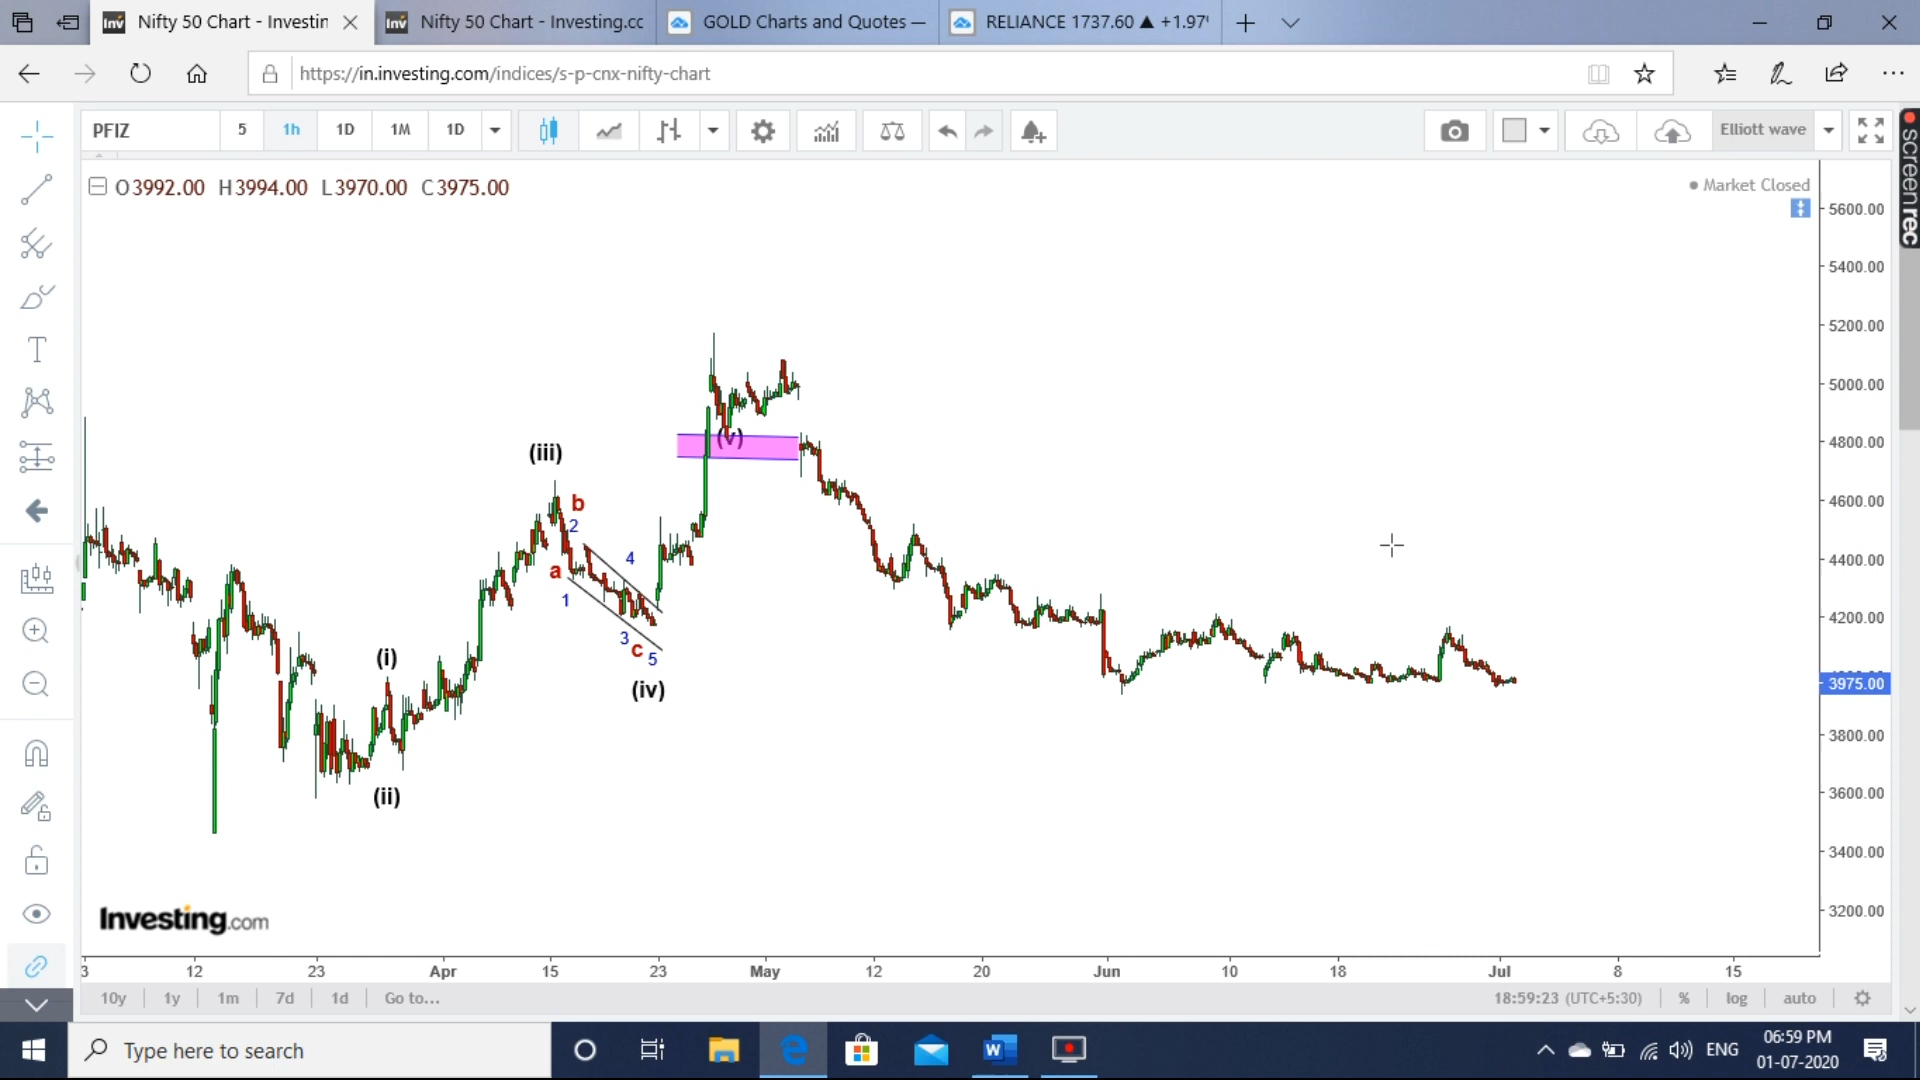 Nifty 50 Chart - Investin
Nifty 50 Chart - Investing.cc
GOLD Charts and Quotes —
RELIANCE 1737.60 ▲ +1.97
https://in.investing.com/indices/s-p-cnx-nifty-chart
PFIZ 5 1h 1D 1M 1D Elliott wave
screenrec
O3992.00 H3994.00 L3970.00 C3975.00
Market Closed
5600.00
5400.00
5200.00
5000.00
4800.00
4600.00
4400.00
4200.00
3975.00
3800.00
3600.00
3400.00
3200.00
(v)
(iii)
b
2
4
a
1
3
c
5
(i)
(iv)
(ii)
Investing.com
3 12 23 Apr 15 23 May 12 20 Jun 10 18 Jul 8 15
10y 1y 1m 7d 1d Go to... 18:59:23 (UTC+5:30) % log auto
Type here to search
ENG
06:59 PM
01-07-2020